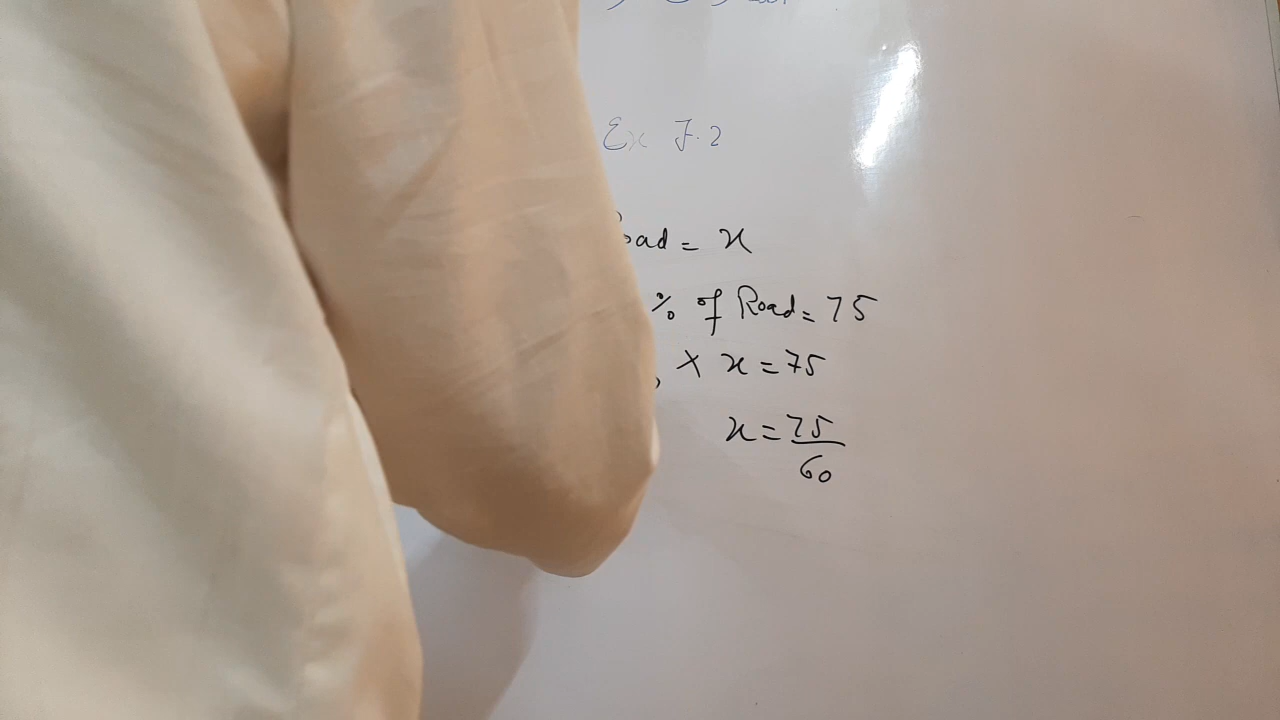 Ex 7.2
oad = x
% of Road = 75
× x = 75
x = 75
60